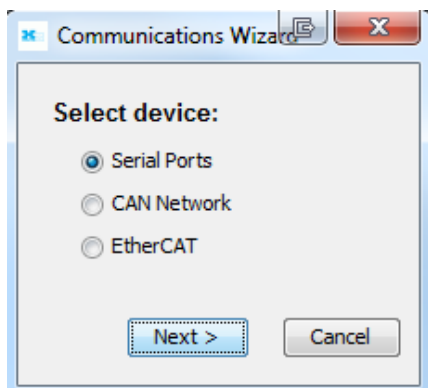 Communications Wizard
Select device:
Serial Ports
CAN Network
EtherCAT
Next >
Cancel